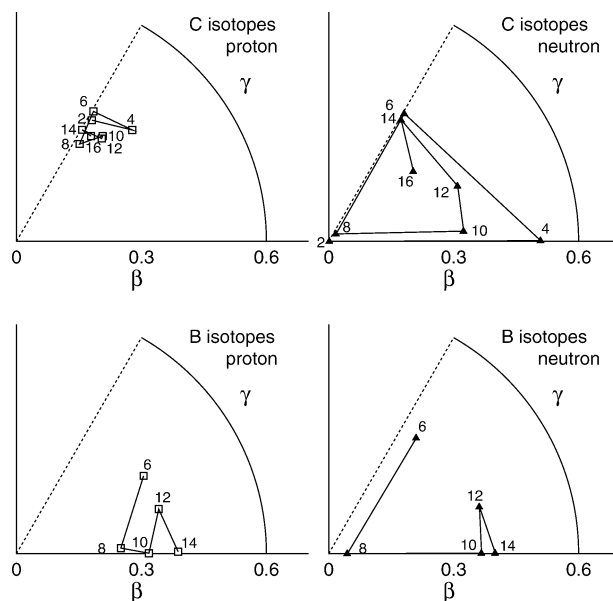 C isotopes
proton
γ
6
2
4
14
10
8
16
12
0
0.3
0.6
β
C isotopes
neutron
γ
6
14
16
12
8
10
4
2
0
0.3
0.6
β
B isotopes
proton
γ
6
12
8
10
14
0
0.3
0.6
β
B isotopes
neutron
γ
6
12
8
10
14
0
0.3
0.6
β